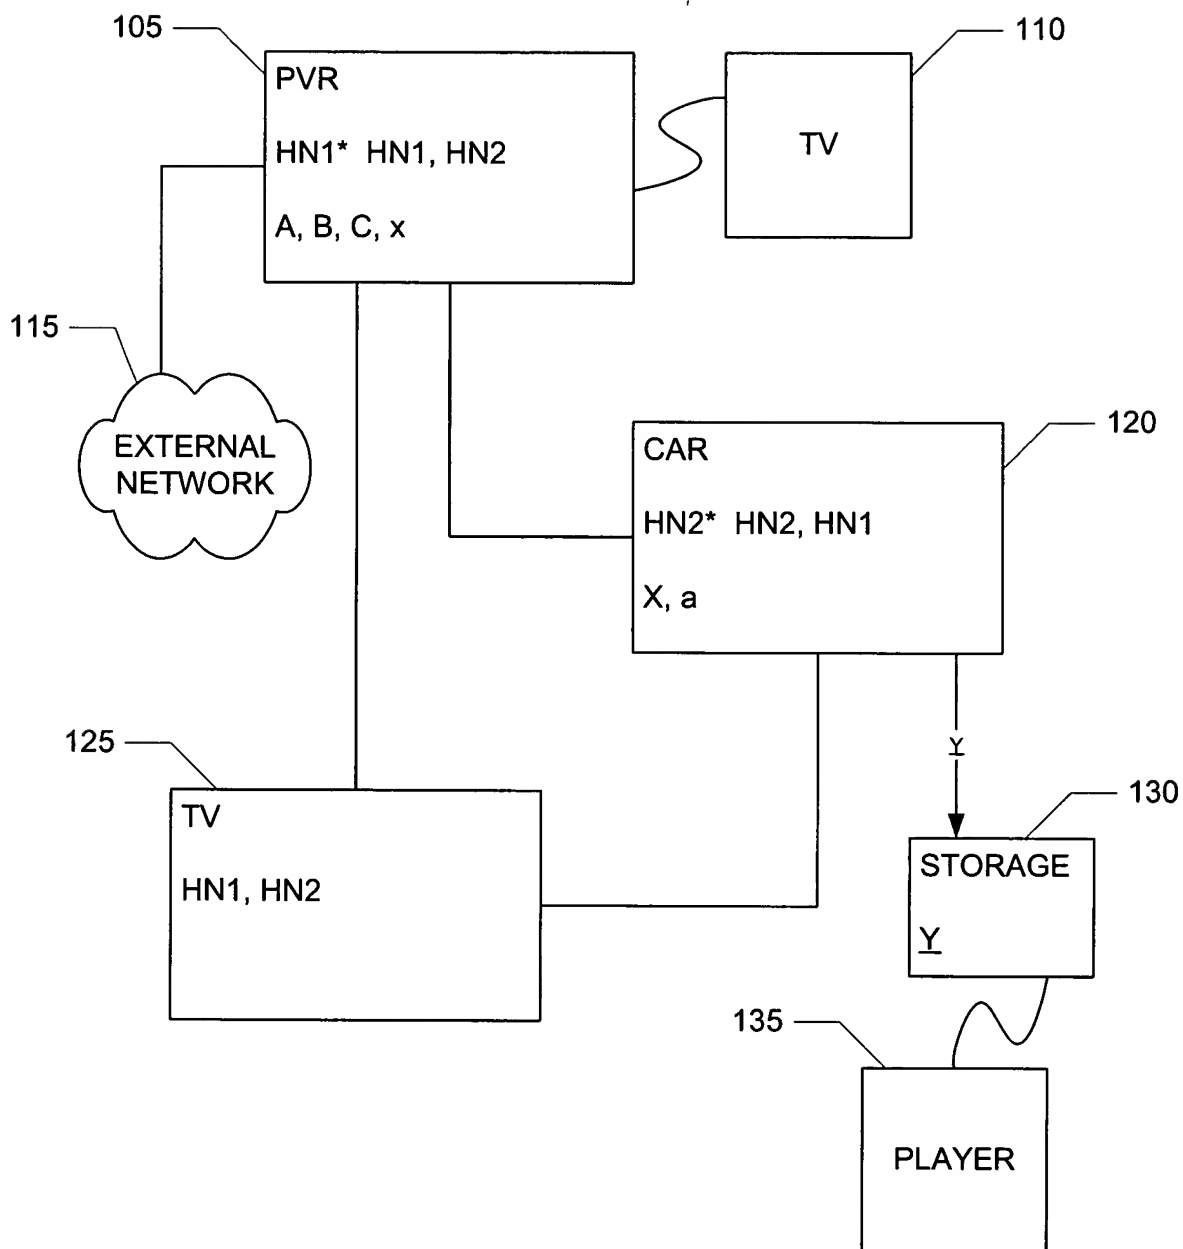 105
110
PVR
TV
HN1* HN1, HN2
A, B, C, x
115
120
EXTERNAL
NETWORK
CAR
HN2* HN2, HN1
X, a
125
Y
130
TV
STORAGE
HN1, HN2
Y
135
PLAYER